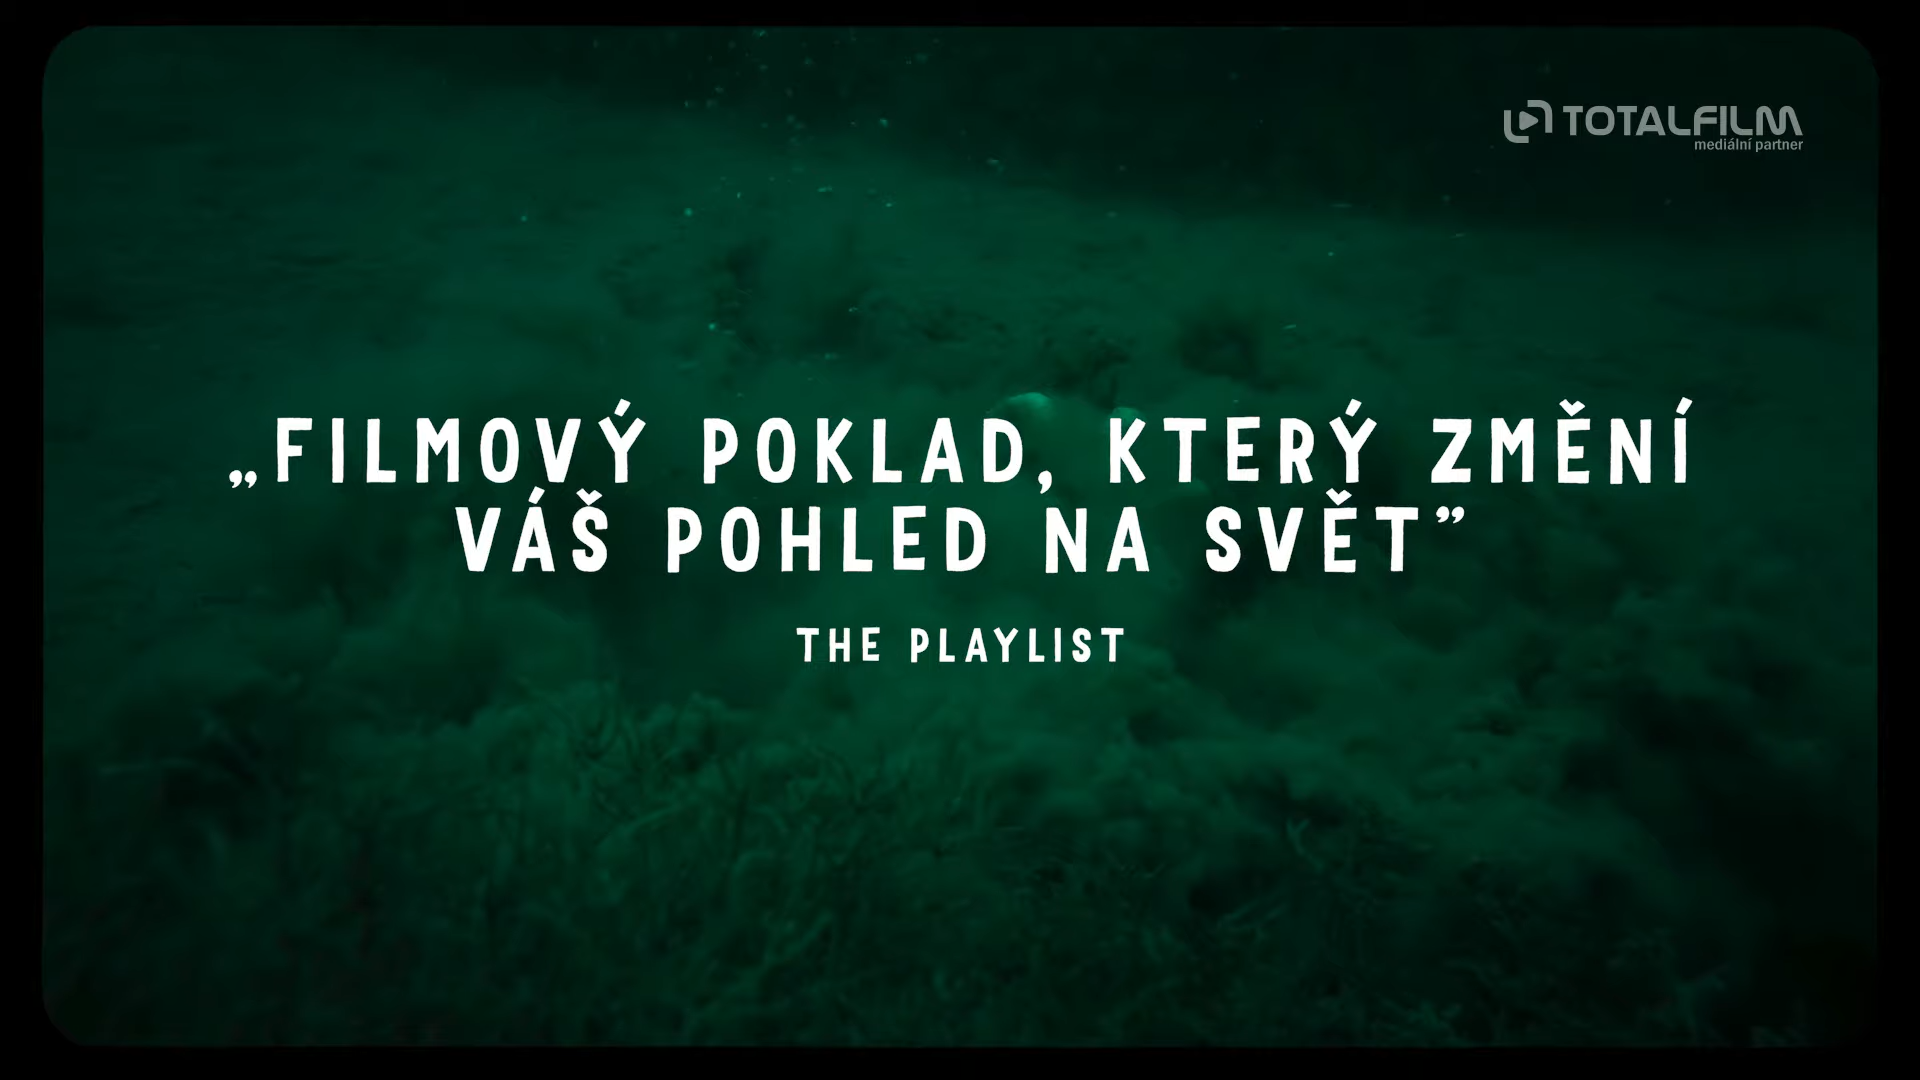 TOTALFILM
mediální partner
„FILMOVÝ POKLAD, KTERÝ ZMĚNÍ
VÁŠ POHLED NA SVĚT”
THE PLAYLIST